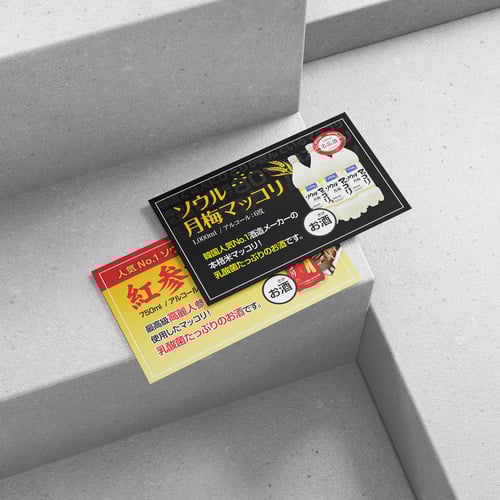 ソウル
月梅マッコリ
1,000ml / アルコール:6度
韓国人気No.1酒造メーカーの
本格米マッコリ!
乳酸菌たっぷりのお酒です。
お酒
人気 No.1 ソウ
紅参
750ml / アルコール
最高級高麗人参
使用したマッコリ!
乳酸菌たっぷりのお酒です。
お酒